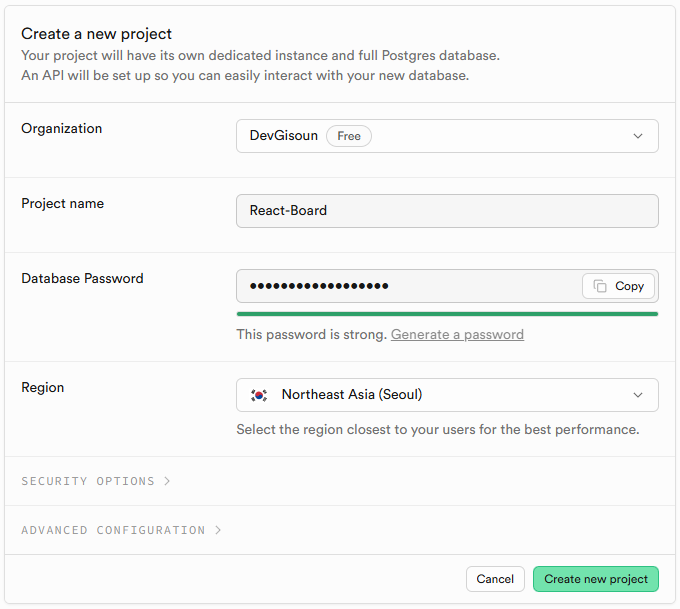 Create a new project
Your project will have its own dedicated instance and full Postgres database.
An API will be set up so you can easily interact with your new database.
Organization
DevGisoun Free
Project name
React-Board
Database Password
•••••••••••••••••• Copy
This password is strong. Generate a password
Region
Northeast Asia (Seoul)
Select the region closest to your users for the best performance.
SECURITY OPTIONS >
ADVANCED CONFIGURATION >
Cancel Create new project